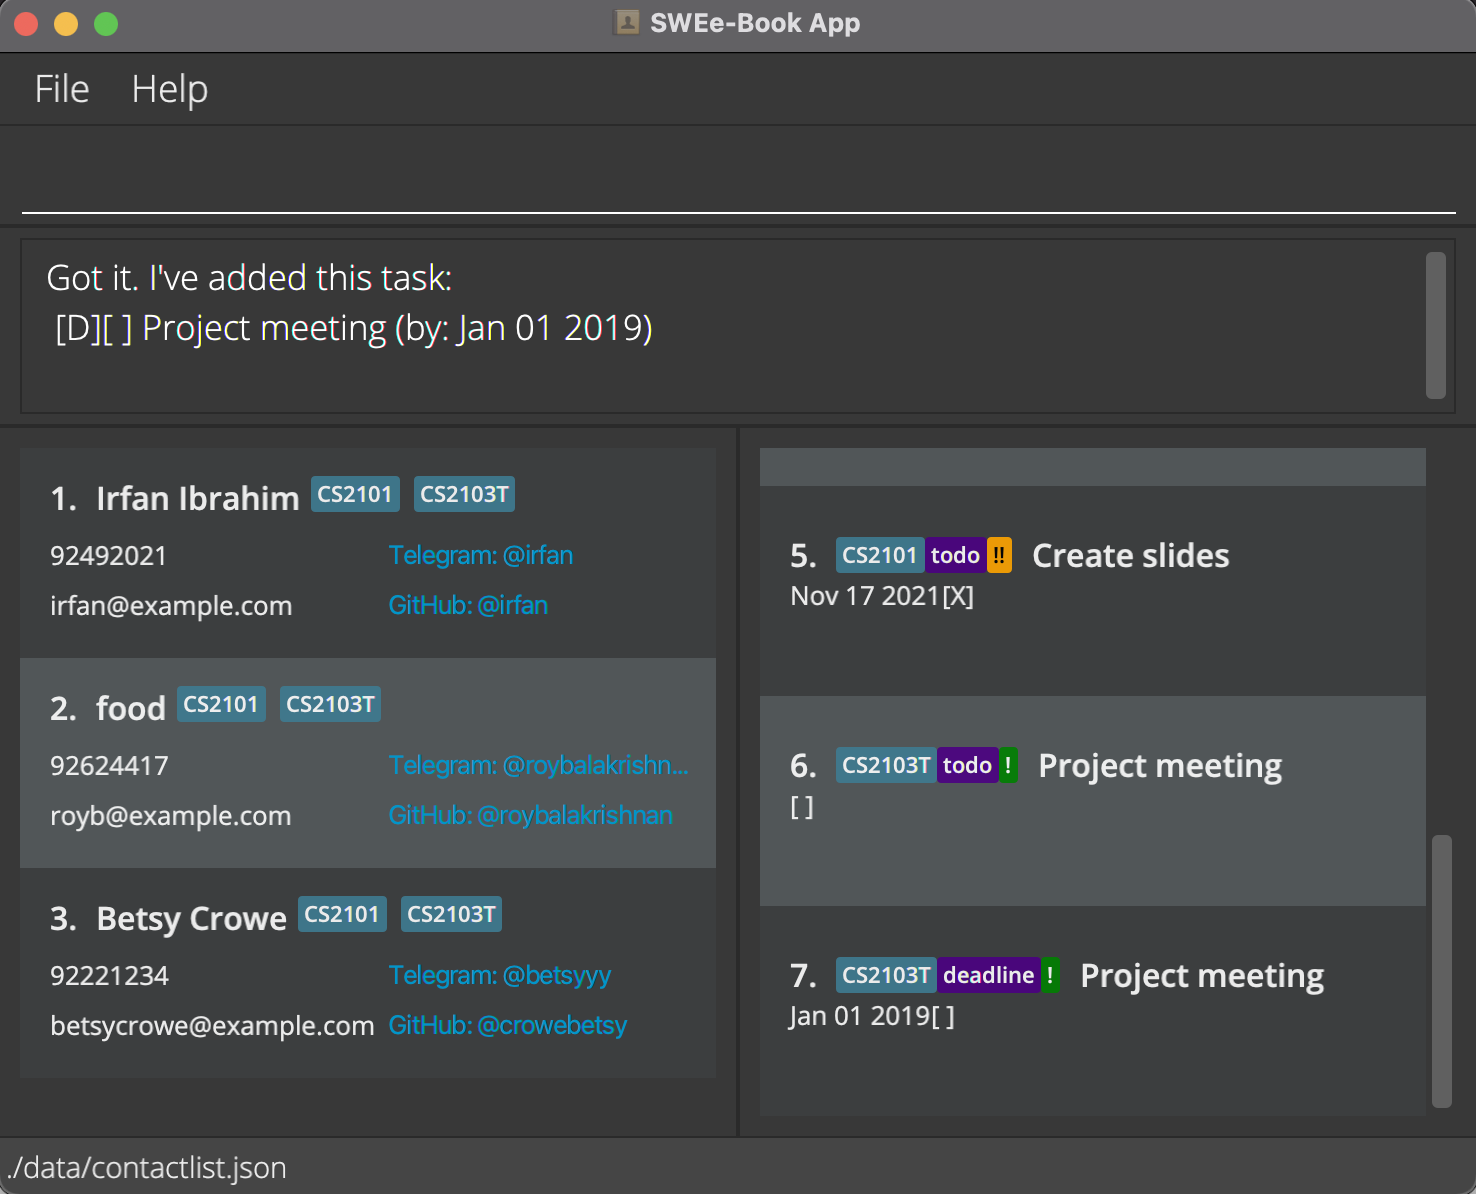 SWEe-Book App
File Help
Got it. I've added this task:
[D][ ] Project meeting (by: Jan 01 2019)
1. Irfan Ibrahim CS2101 CS2103T
92492021 Telegram: @irfan
irfan@example.com GitHub: @irfan
2. food CS2101 CS2103T
92624417 Telegram: @roybalakrishn...
royb@example.com GitHub: @roybalakrishnan
3. Betsy Crowe CS2101 CS2103T
92221234 Telegram: @betsyyy
betsycrowe@example.com GitHub: @crowebetsy
5. CS2101 todo !! Create slides
Nov 17 2021[X]
6. CS2103T todo ! Project meeting
[ ]
7. CS2103T deadline ! Project meeting
Jan 01 2019[ ]
./data/contactlist.json